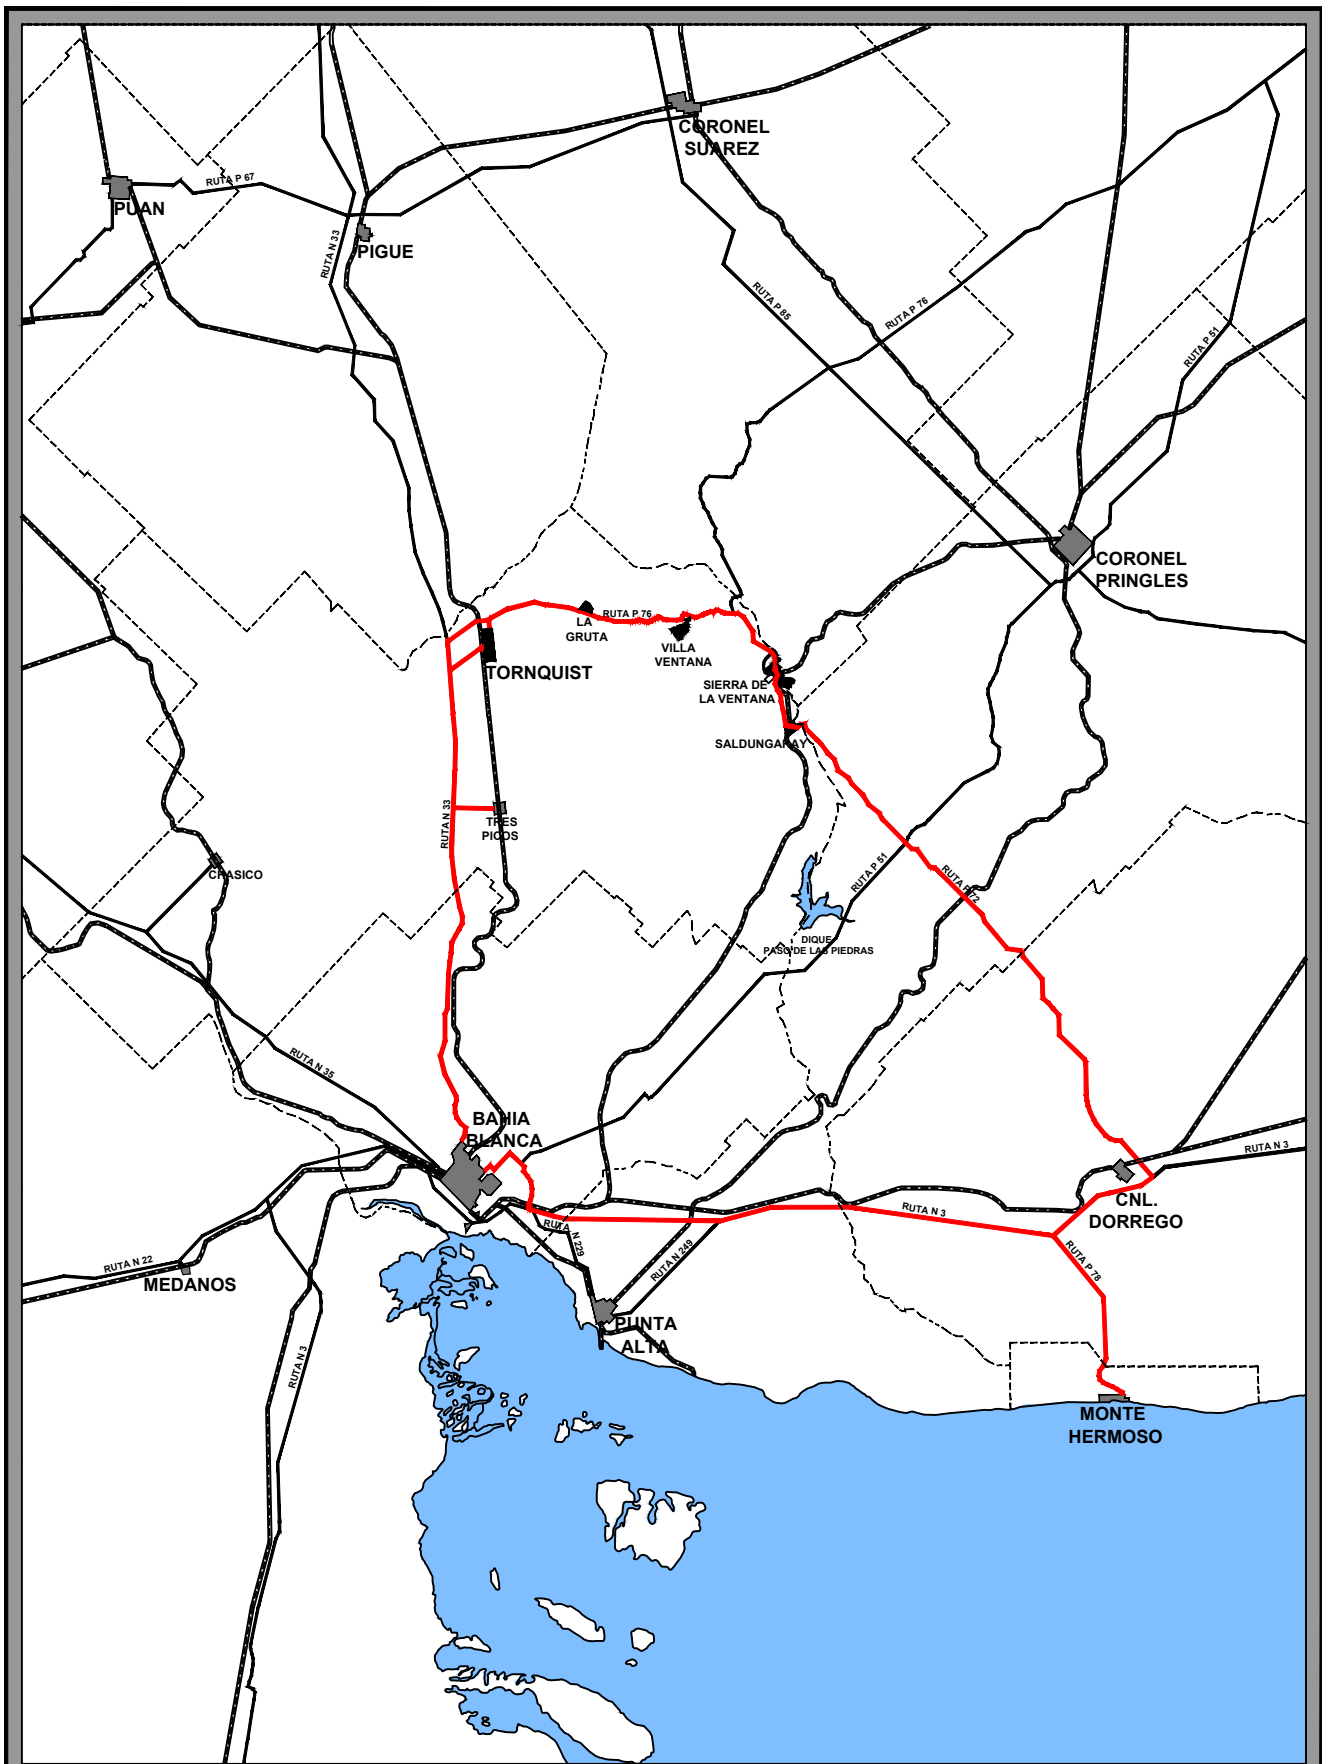 CORONEL
SUAREZ
RUTA P 67
PUAN
RUTA N 33
PIGUE
RUTA P 85
RUTA P 76
RUTA P 51
CORONEL
PRINGLES
RUTA P 76
LA
GRUTA
VILLA
VENTANA
TORNQUIST
SIERRA DE
LA VENTANA
SALDUNGARAY
RUTA N 33
TRES
PICOS
CHASICO
RUTA P 51
RUTA P 72
DIQUE
PASO DE LAS PIEDRAS
RUTA N 35
BAHIA
BLANCA
RUTA N 3
CNL.
DORREGO
RUTA N 3
RUTA N 229
RUTA N 249
RUTA P 78
RUTA N 22
MEDANOS
PUNTA
ALTA
RUTA N 3
MONTE
HERMOSO